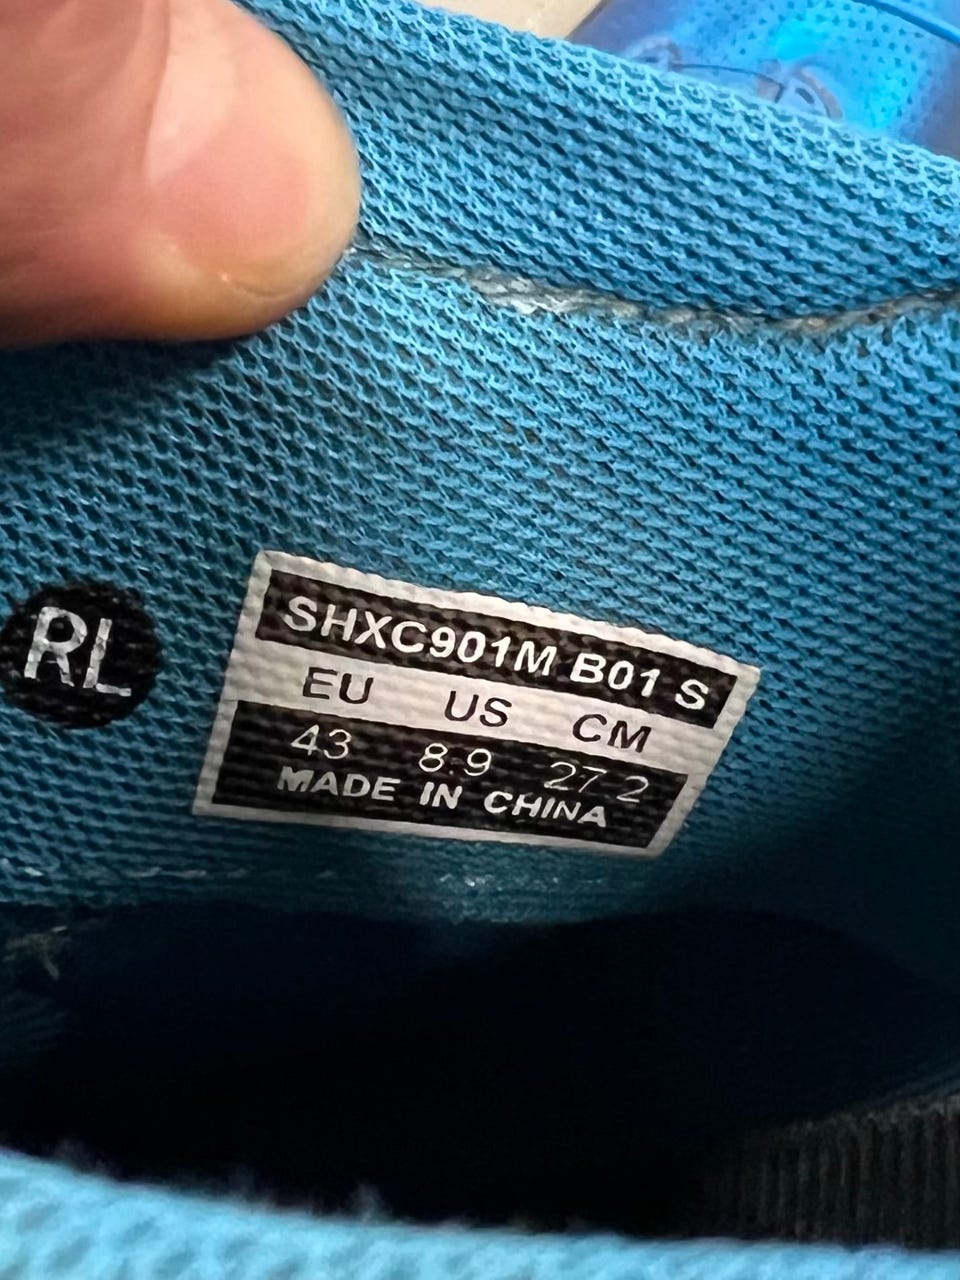 RL
SHXC901M B01 S
EU US CM
43 8.9 27.2
MADE IN CHINA